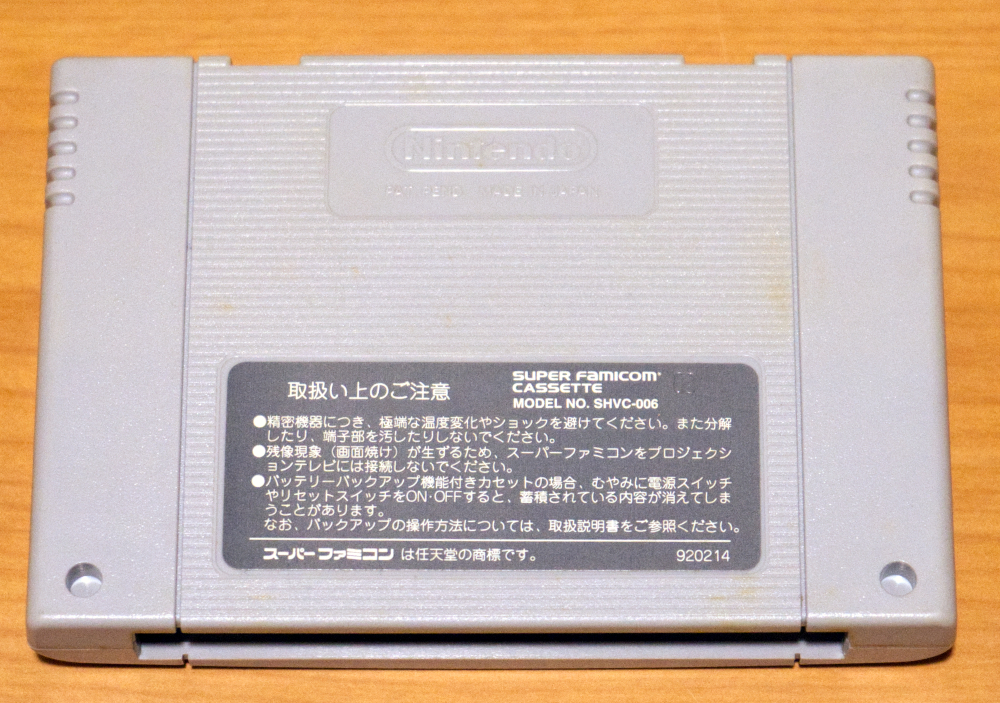 Nintendo
PAT. PEND. MADE IN JAPAN
取扱い上のご注意
SUPER FAMICOM
CASSETTE
MODEL NO. SHVC-006
●精密機器につき、極端な温度変化やショックを避けてください。また分解
したり、端子部を汚したりしないでください。
●残像現象(画面焼け)が生ずるため、スーパーファミコンをプロジェクシ
ョンテレビには接続しないでください。
●バッテリーバックアップ機能付きカセットの場合、むやみに電源スイッチ
やリセットスイッチをON·OFFすると、蓄積されている内容が消えてしま
うことがあります。
なお、バックアップの操作方法については、取扱説明書をご参照ください。
スーパーファミコン は任天堂の商標です。 920214